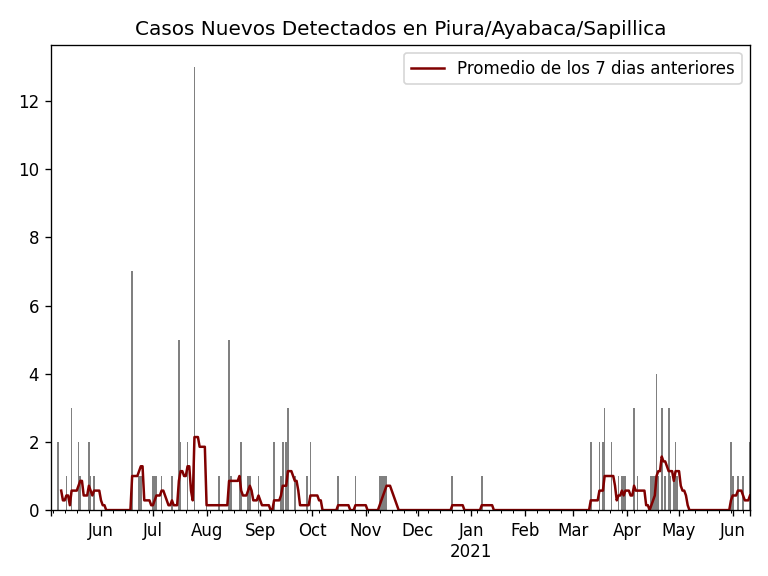 Casos Nuevos Detectados en Piura/Ayabaca/Sapillica
Promedio de los 7 dias anteriores
12
10
8
6
4
2
0
Jun Jul Aug Sep Oct Nov Dec Jan Feb Mar Apr May Jun
2021